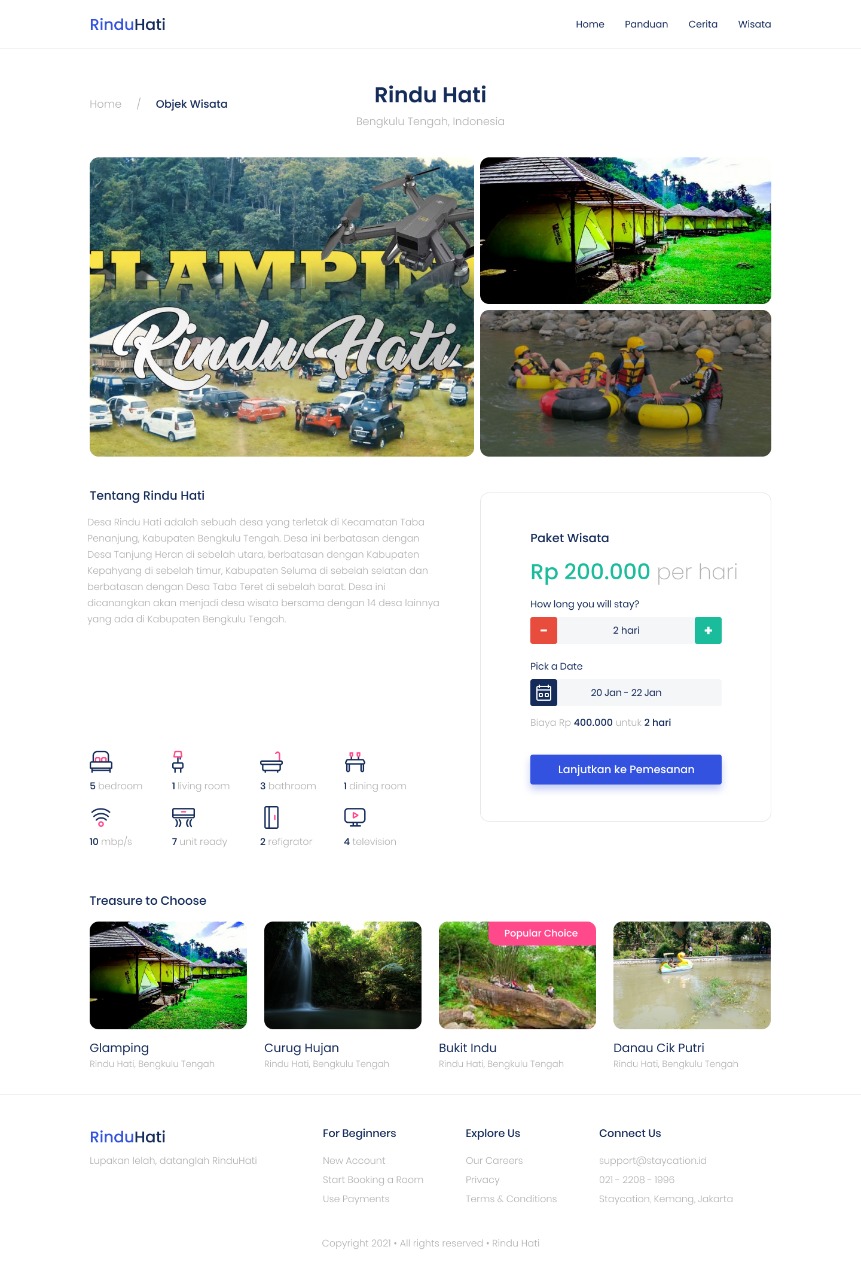 RinduHati
Home Panduan Cerita Wisata
Home / Objek Wisata
Rindu Hati
Bengkulu Tengah, Indonesia
GLAMPING
Rindu Hati
Tentang Rindu Hati
Desa Rindu Hati adalah sebuah desa yang terletak di Kecamatan Taba
Penanjung, Kabupaten Bengkulu Tengah. Desa ini berbatasan dengan
Desa Tanjung Heran di sebelah utara, berbatasan dengan Kabupaten
Kepahyang di sebelah timur, Kabupaten Seluma di sebelah selatan dan
berbatasan dengan Desa Taba Teret di sebelah barat. Desa ini
dicanangkan akan menjadi desa wisata bersama dengan 14 desa lainnya
yang ada di Kabupaten Bengkulu Tengah.
5 bedroom
1 living room
3 bathroom
1 dining room
10 mbp/s
7 unit ready
2 refigrator
4 television
Paket Wisata
Rp 200.000 per hari
How long you will stay?
- 2 hari +
Pick a Date
20 Jan - 22 Jan
Biaya Rp 400.000 untuk 2 hari
Lanjutkan ke Pemesanan
Treasure to Choose
Popular Choice
Glamping
Rindu Hati, Bengkulu Tengah
Curug Hujan
Rindu Hati, Bengkulu Tengah
Bukit Indu
Rindu Hati, Bengkulu Tengah
Danau Cik Putri
Rindu Hati, Bengkulu Tengah
RinduHati
Lupakan lelah, datanglah RinduHati
For Beginners
New Account
Start Booking a Room
Use Payments
Explore Us
Our Careers
Privacy
Terms & Conditions
Connect Us
support@staycation.id
021 - 2208 - 1996
Staycation, Kemang, Jakarta
Copyright 2021 • All rights reserved • Rindu Hati